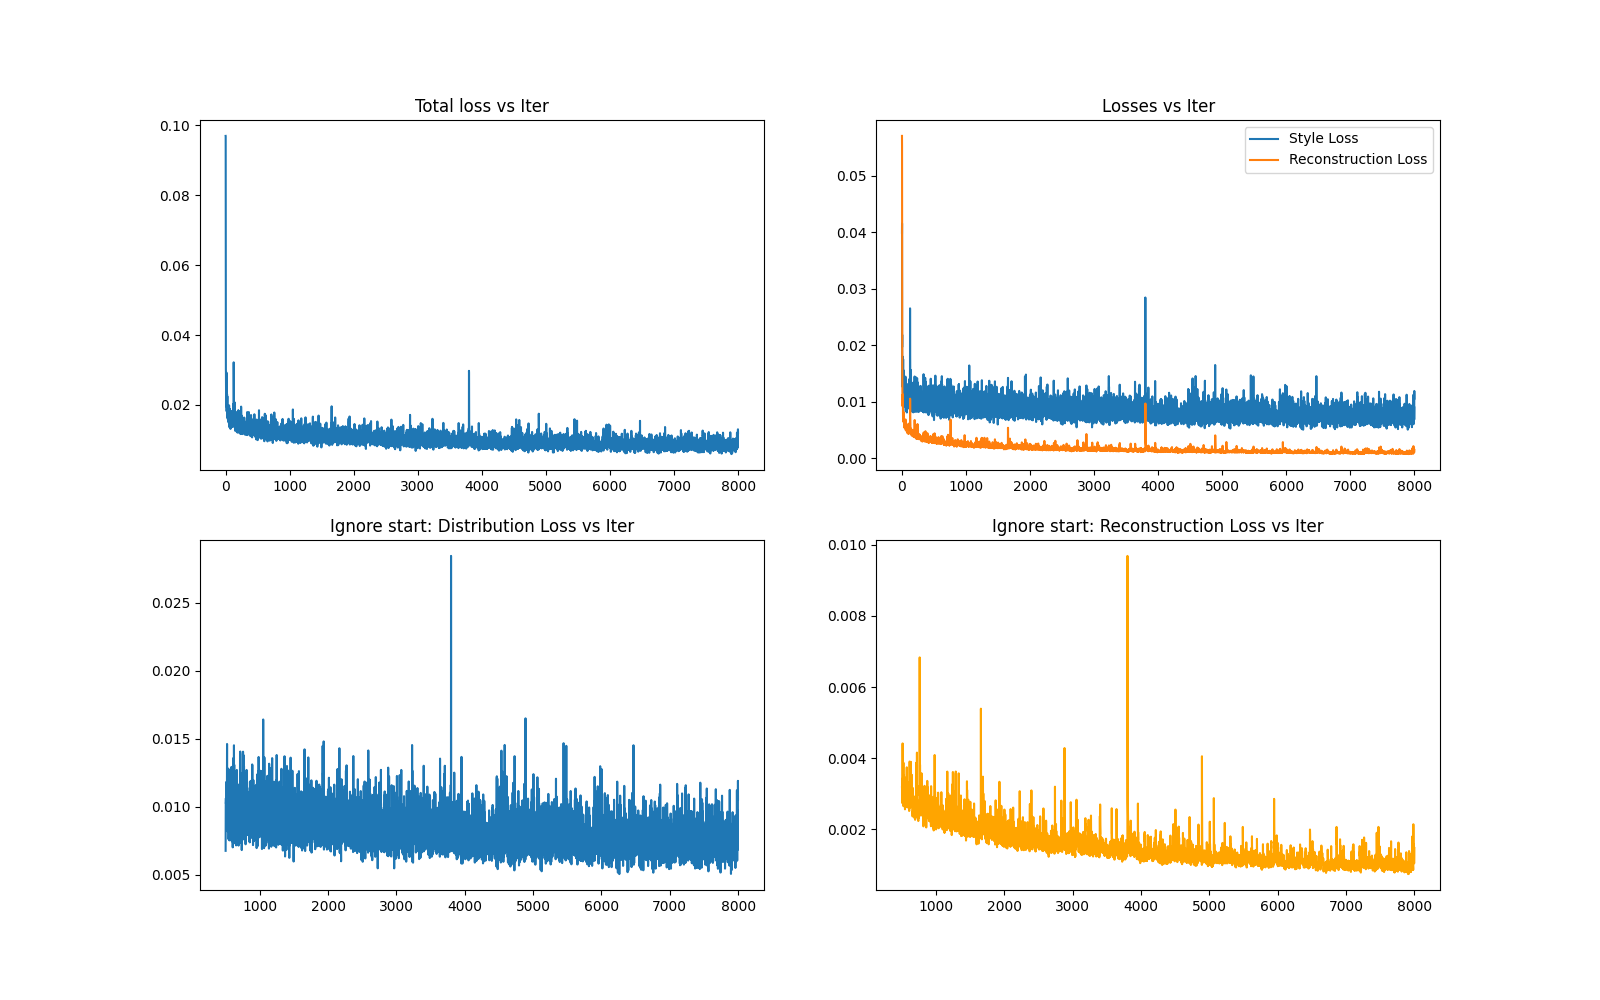 Total loss vs Iter
0.10
0.08
0.06
0.04
0.02
0 1000 2000 3000 4000 5000 6000 7000 8000
Losses vs Iter
Style Loss
Reconstruction Loss
0.05
0.04
0.03
0.02
0.01
0.00
0 1000 2000 3000 4000 5000 6000 7000 8000
Ignore start: Distribution Loss vs Iter
0.025
0.020
0.015
0.010
0.005
1000 2000 3000 4000 5000 6000 7000 8000
Ignore start: Reconstruction Loss vs Iter
0.010
0.008
0.006
0.004
0.002
1000 2000 3000 4000 5000 6000 7000 8000